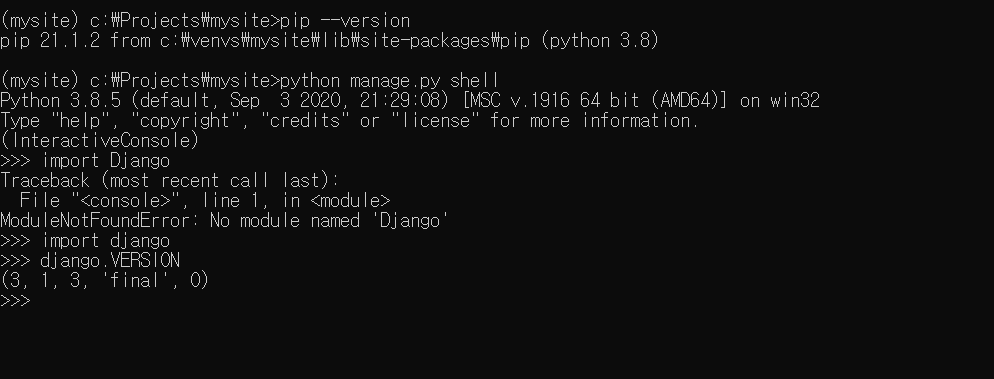 (mysite) c:₩Projects₩mysite>pip --version
pip 21.1.2 from c:₩venvs₩mysite₩lib₩site-packages₩pip (python 3.8)
(mysite) c:₩Projects₩mysite>python manage.py shell
Python 3.8.5 (default, Sep  3 2020, 21:29:08) [MSC v.1916 64 bit (AMD64)] on win32
Type "help", "copyright", "credits" or "license" for more information.
(InteractiveConsole)
>>> import Django
Traceback (most recent call last):
  File "<console>", line 1, in <module>
ModuleNotFoundError: No module named 'Django'
>>> import django
>>> django.VERSION
(3, 1, 3, 'final', 0)
>>>